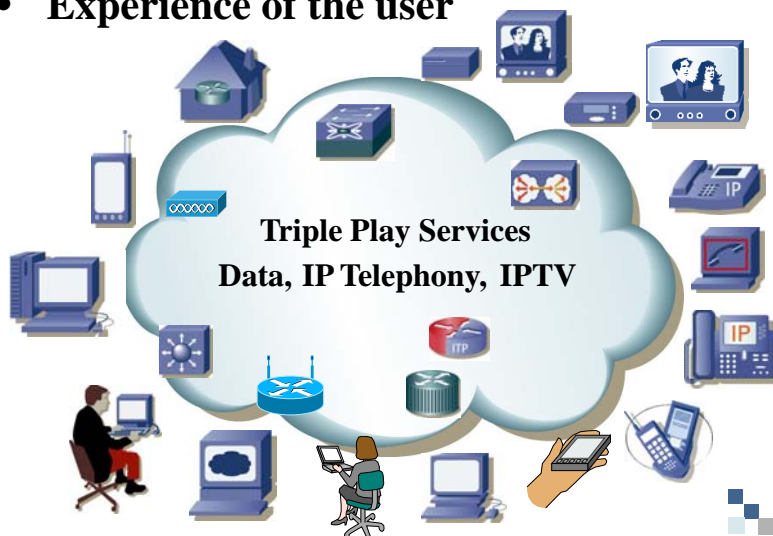 • Experience of the user
IP
Triple Play Services
Data, IP Telephony, IPTV
IP
ITP